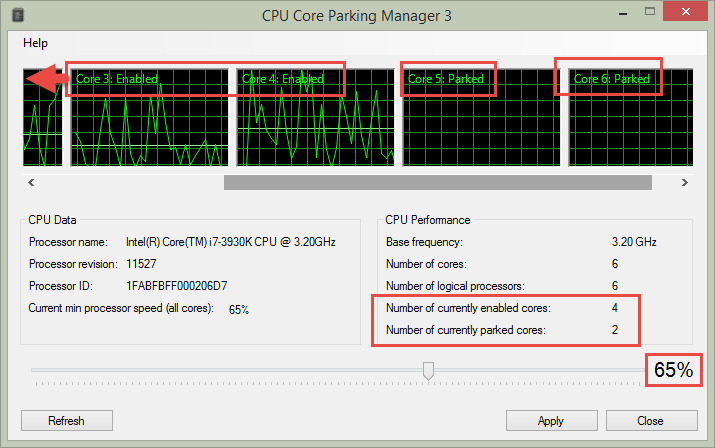 CPU Core Parking Manager 3
Help
Core 3: Enabled Core 4: Enabled Core 5: Parked Core 6: Parked
CPU Data CPU Performance
Processor name: Intel(R) Core(TM) i7-3930K CPU @ 3.20GHz Base frequency: 3.20 GHz
Processor revision: 11527 Number of cores: 6
Processor ID: 1FABFBFF000206D7 Number of logical processors: 6
Current min processor speed (all cores): 65% Number of currently enabled cores: 4
Number of currently parked cores: 2
65%
Refresh Apply Close